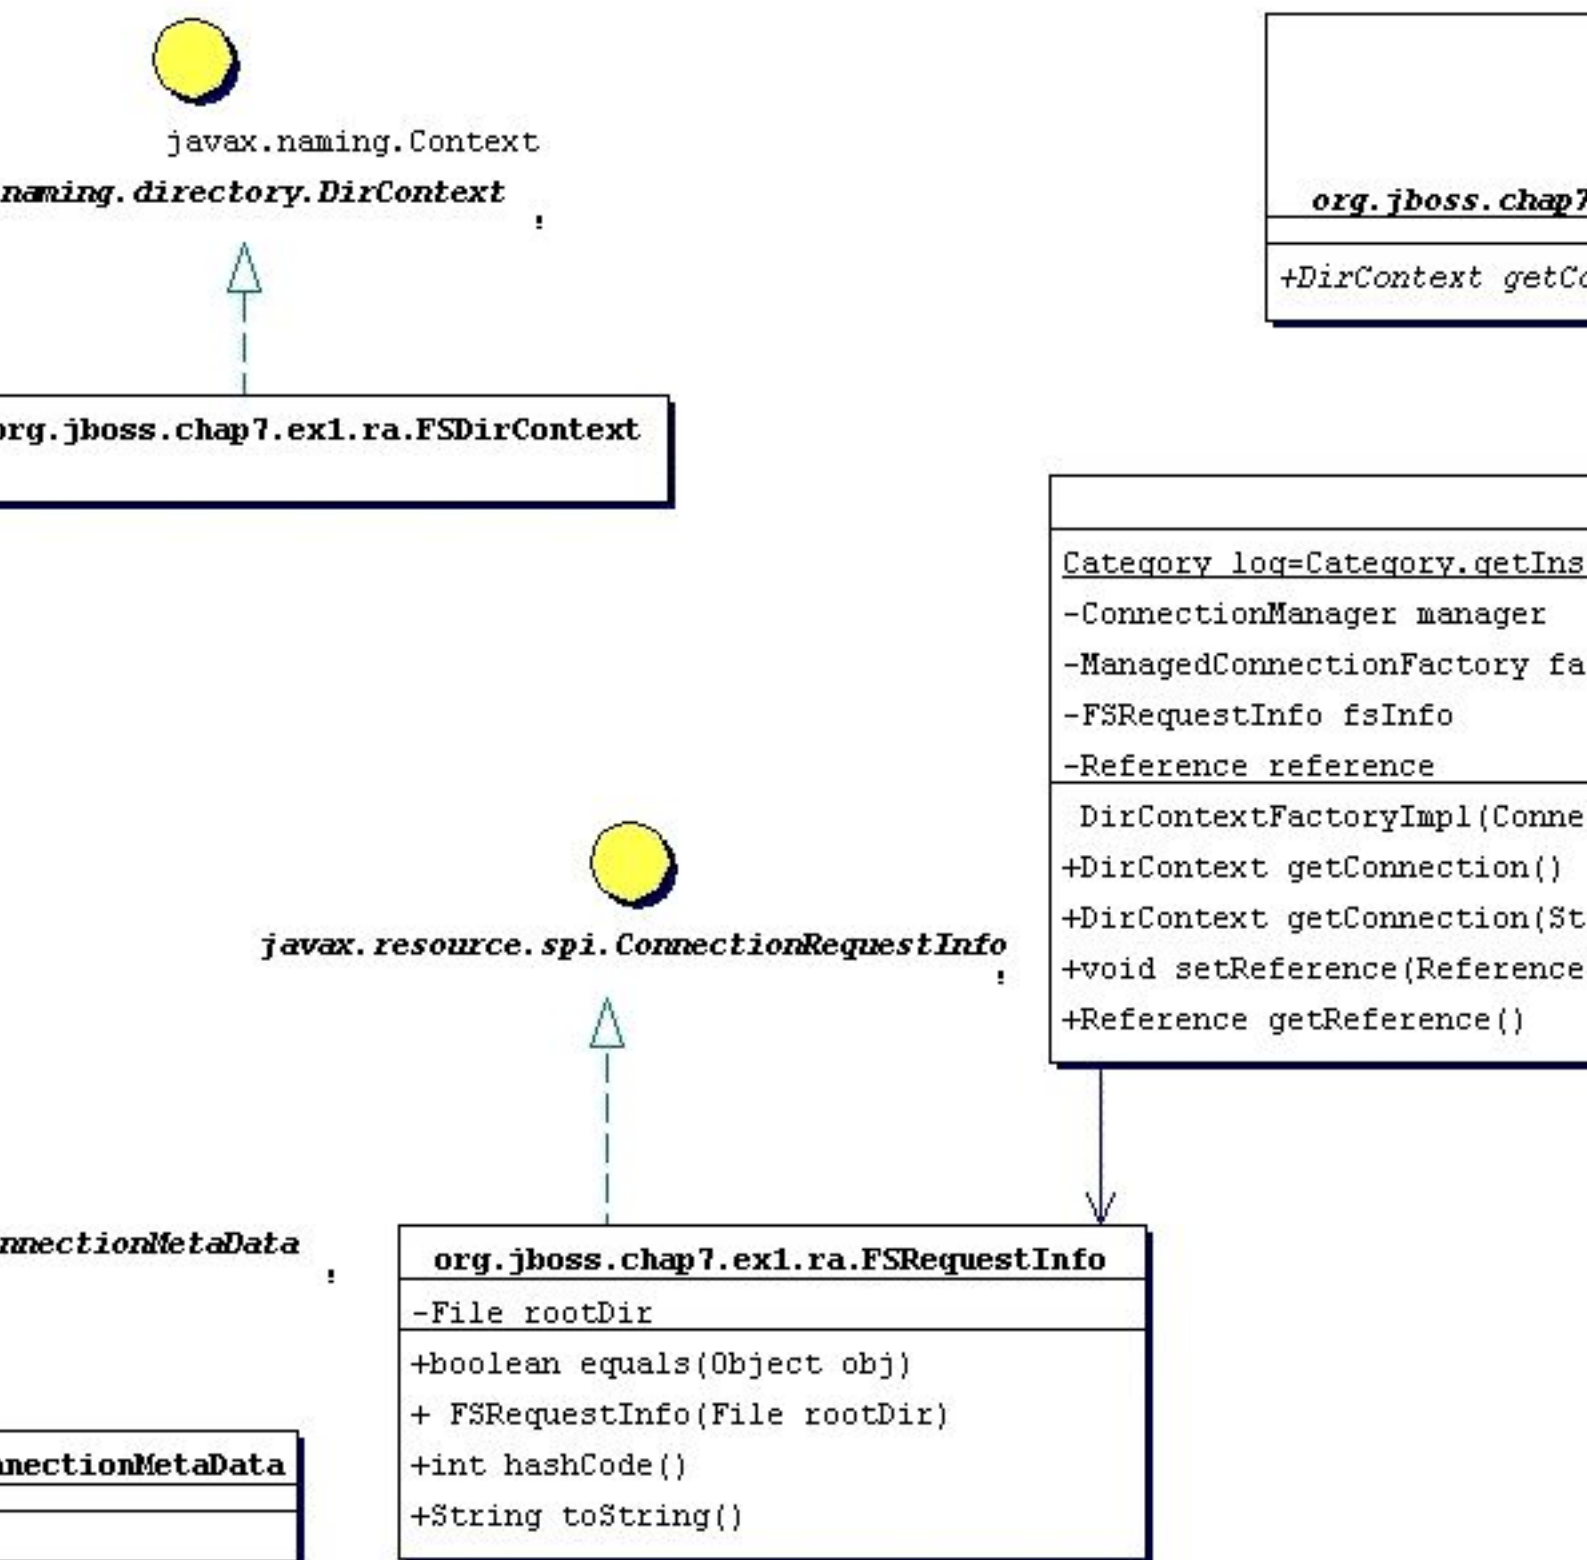 javax.naming.Context
naming.directory.DirContext
!
org.jboss.chap7
+DirContext getCo
org.jboss.chap7.ex1.ra.FSDirContext
Category log=Category.getIns
-ConnectionManager manager
-ManagedConnectionFactory fa
-FSRequestInfo fsInfo
-Reference reference
DirContextFactoryImpl(Conne
+DirContext getConnection()
+DirContext getConnection(St
+void setReference(Reference
+Reference getReference()
javax.resource.spi.ConnectionRequestInfo
!
nnectionMetaData
!
org.jboss.chap7.ex1.ra.FSRequestInfo
-File rootDir
+boolean equals(Object obj)
+ FSRequestInfo(File rootDir)
+int hashCode()
+String toString()
nnectionMetaData